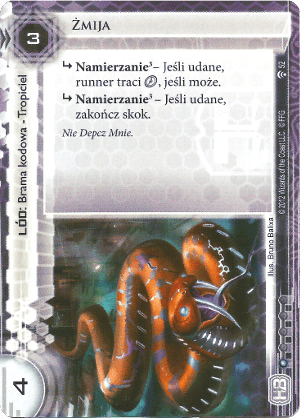 3
Żmija
↳ Namierzanie³– Jeśli udane,
runner traci, jeśli może.
↳ Namierzanie³– Jeśli udane,
zakończ skok.
Nie Depcz Mnie.
LÓD: Brama kodowa - Tropiciel
52
© 2012 Wizards of the Coast LLC. © FFG
Ilus. Bruno Balixa
4
HB